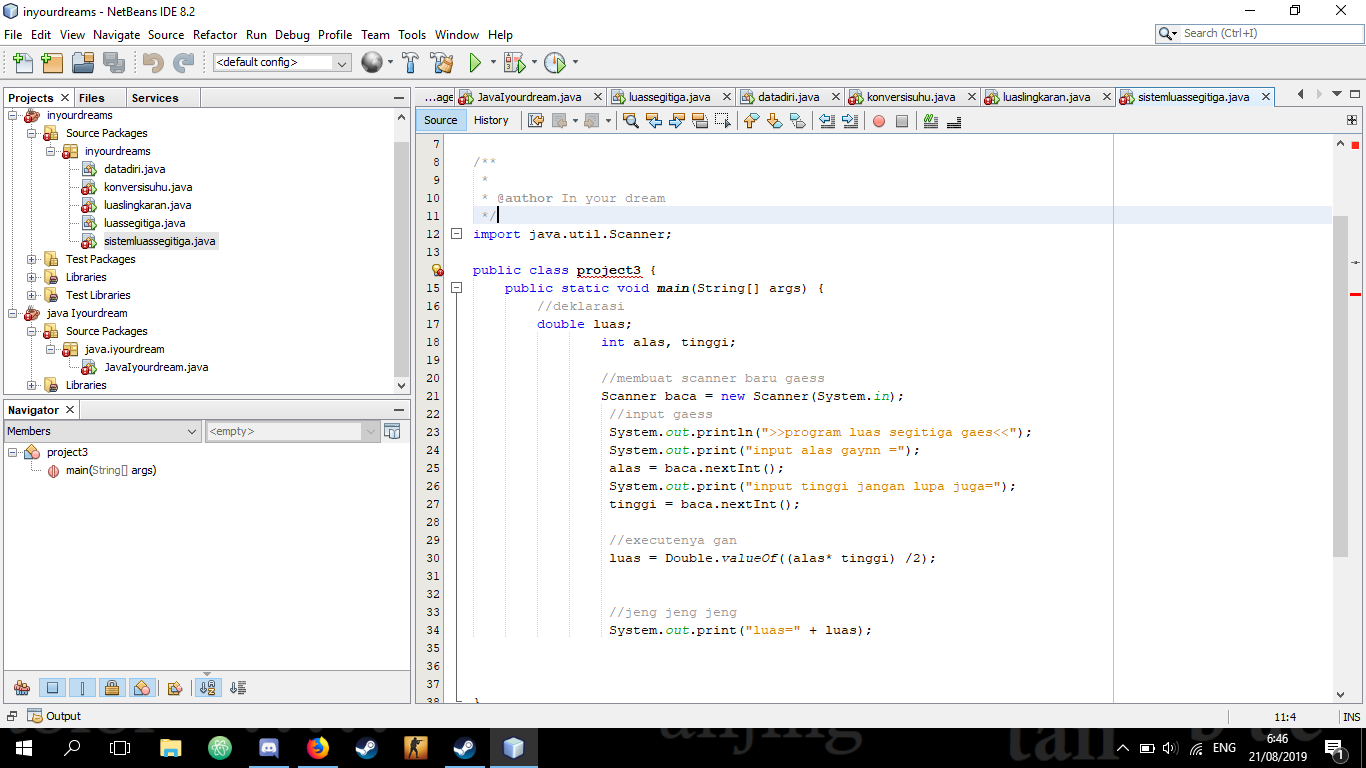 inyourdreams - NetBeans IDE 8.2
File Edit View Navigate Source Refactor Run Debug Profile Team Tools Window Help
Search (Ctrl+I)
<default config>
Projects Files Services
inyourdreams
Source Packages
inyourdreams
datadiri.java
konversisuhu.java
luaslingkaran.java
luassegitiga.java
sistemluassegitiga.java
Test Packages
Libraries
Test Libraries
java Iyourdream
Source Packages
java.iyourdream
JavaIyourdream.java
Libraries
Navigator
Members <empty>
project3
main(String[] args)
...age JavaIyourdream.java luassegitiga.java datadiri.java konversisuhu.java luaslingkaran.java sistemluassegitiga.java
Source History
7
8 /**
9 *
10 * @author In your dream
11 */
12 import java.util.Scanner;
13
public class project3 {
15 public static void main(String[] args) {
16 //deklarasi
17 double luas;
18 int alas, tinggi;
19
20 //membuat scanner baru gaess
21 Scanner baca = new Scanner(System.in);
22 //input gaess
23 System.out.println(">>program luas segitiga gaes<<");
24 System.out.print("input alas gaynn =");
25 alas = baca.nextInt();
26 System.out.print("input tinggi jangan lupa juga=");
27 tinggi = baca.nextInt();
28
29 //executenya gan
30 luas = Double.valueOf((alas* tinggi) /2);
31
32
33 //jeng jeng jeng
34 System.out.print("luas=" + luas);
35
36
37
38 }
Output
11:4 INS
anjing
tan
ENG
6:46
21/08/2019
1